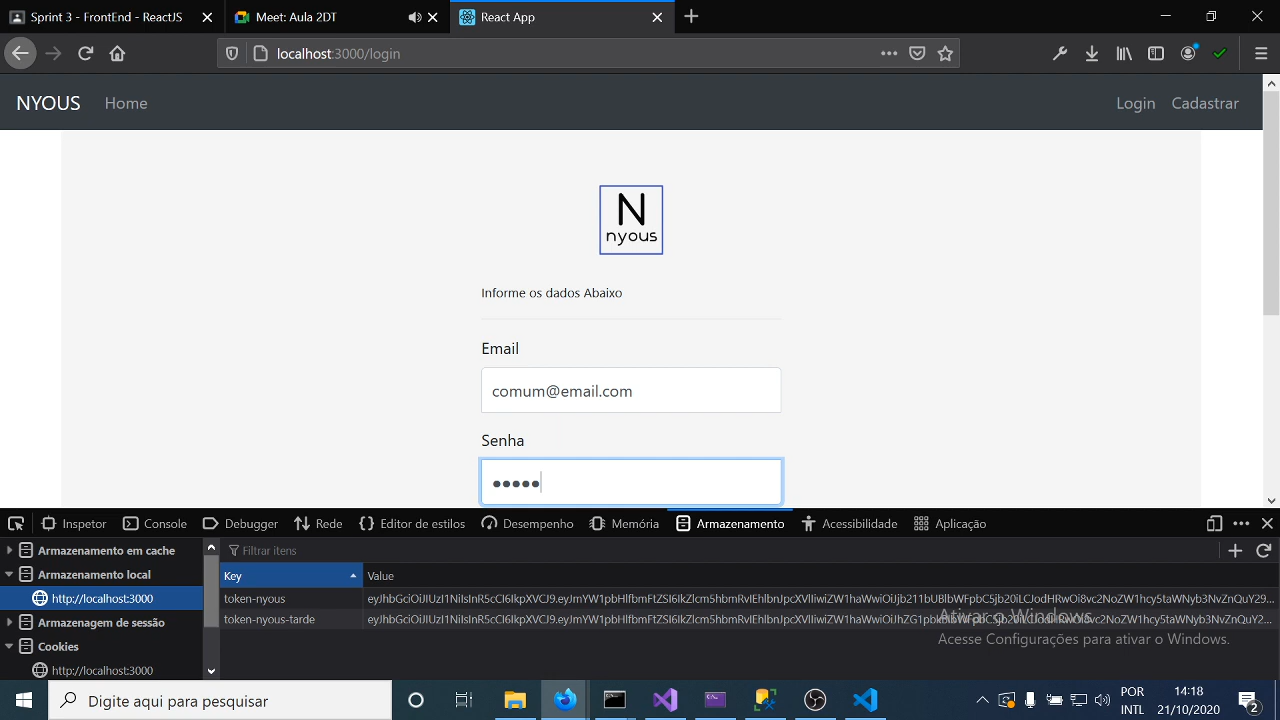 Sprint 3 - FrontEnd - ReactJS
Meet: Aula 2DT
React App
localhost:3000/login
NYOUS
Home
Login
Cadastrar
N
nyous
Informe os dados Abaixo
Email
comum@email.com
Senha
Inspetor
Console
Debugger
Rede
Editor de estilos
Desempenho
Memória
Armazenamento
Acessibilidade
Aplicação
Armazenamento em cache
Armazenamento local
http://localhost:3000
Armazenagem de sessão
Cookies
http://localhost:3000
Filtrar itens
Key
Value
token-nyous
token-nyous-tarde
Ativar o Windows
Acesse Configurações para ativar o Windows.
Digite aqui para pesquisar
POR
INTL
14:18
21/10/2020
2